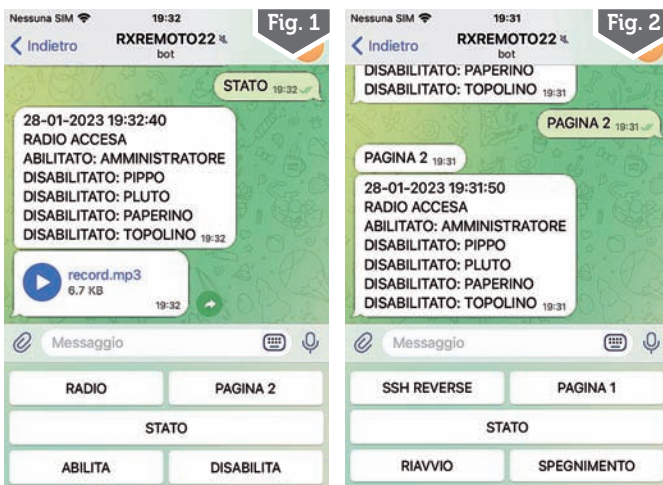 Nessuna SIM 19:32
Fig. 1
Indietro
RXREMOTO22
bot
STATO 19:32
28-01-2023 19:32:40
RADIO ACCESA
ABILITATO: AMMINISTRATORE
DISABILITATO: PIPPO
DISABILITATO: PLUTO
DISABILITATO: PAPERINO
DISABILITATO: TOPOLINO 19:32
record.mp3
6.7 KB
19:32
Messaggio
RADIO
PAGINA 2
STATO
ABILITA
DISABILITA
Nessuna SIM 19:31
Fig. 2
Indietro
RXREMOTO22
bot
DISABILITATO: PAPERINO
DISABILITATO: TOPOLINO 19:31
PAGINA 2 19:31
PAGINA 2 19:31
28-01-2023 19:31:50
RADIO ACCESA
ABILITATO: AMMINISTRATORE
DISABILITATO: PIPPO
DISABILITATO: PLUTO
DISABILITATO: PAPERINO
DISABILITATO: TOPOLINO 19:31
Messaggio
SSH REVERSE
PAGINA 1
STATO
RIAVVIO
SPEGNIMENTO